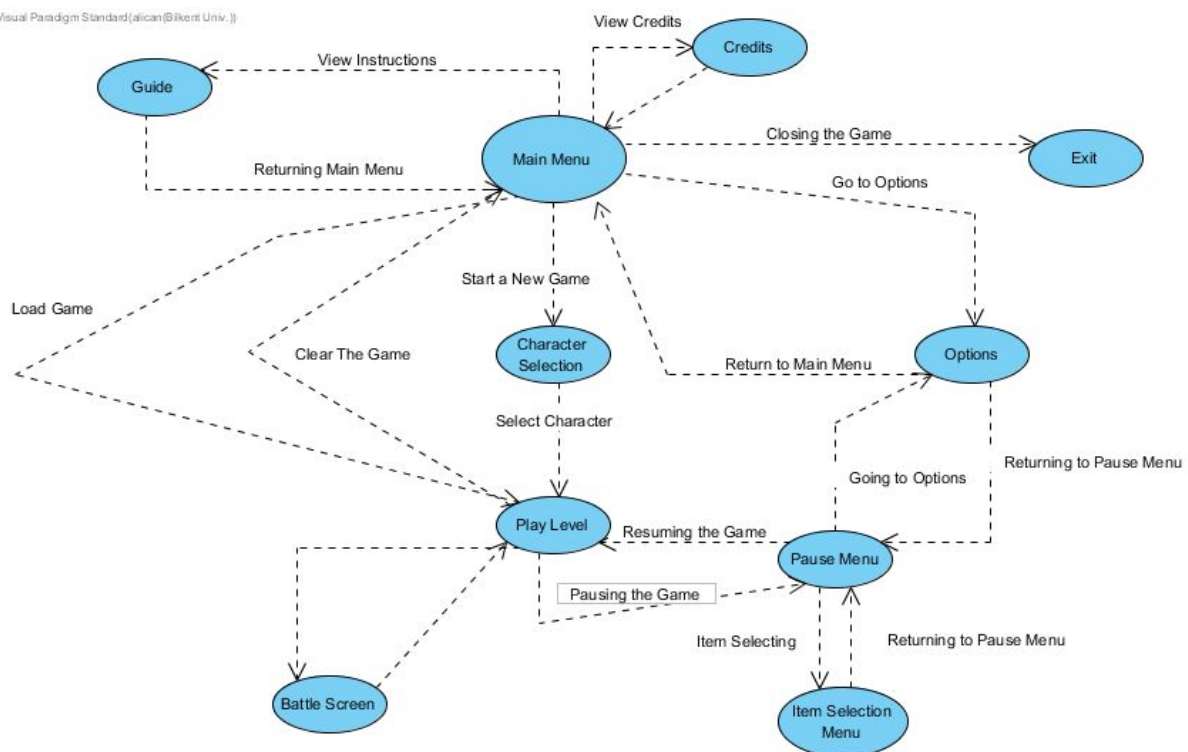 Visual Paradigm Standard(alican(Bilkent Univ.))
View Credits
Credits
View Instructions
Guide
Closing the Game
Main Menu
Exit
Returning Main Menu
Go to Options
Start a New Game
Load Game
Character
Selection
Clear The Game
Options
Return to Main Menu
Select Character
Returning to Pause Menu
Going to Options
Play Level
Resuming the Game
Pause Menu
Pausing the Game
Item Selecting
Returning to Pause Menu
Battle Screen
Item Selection
Menu